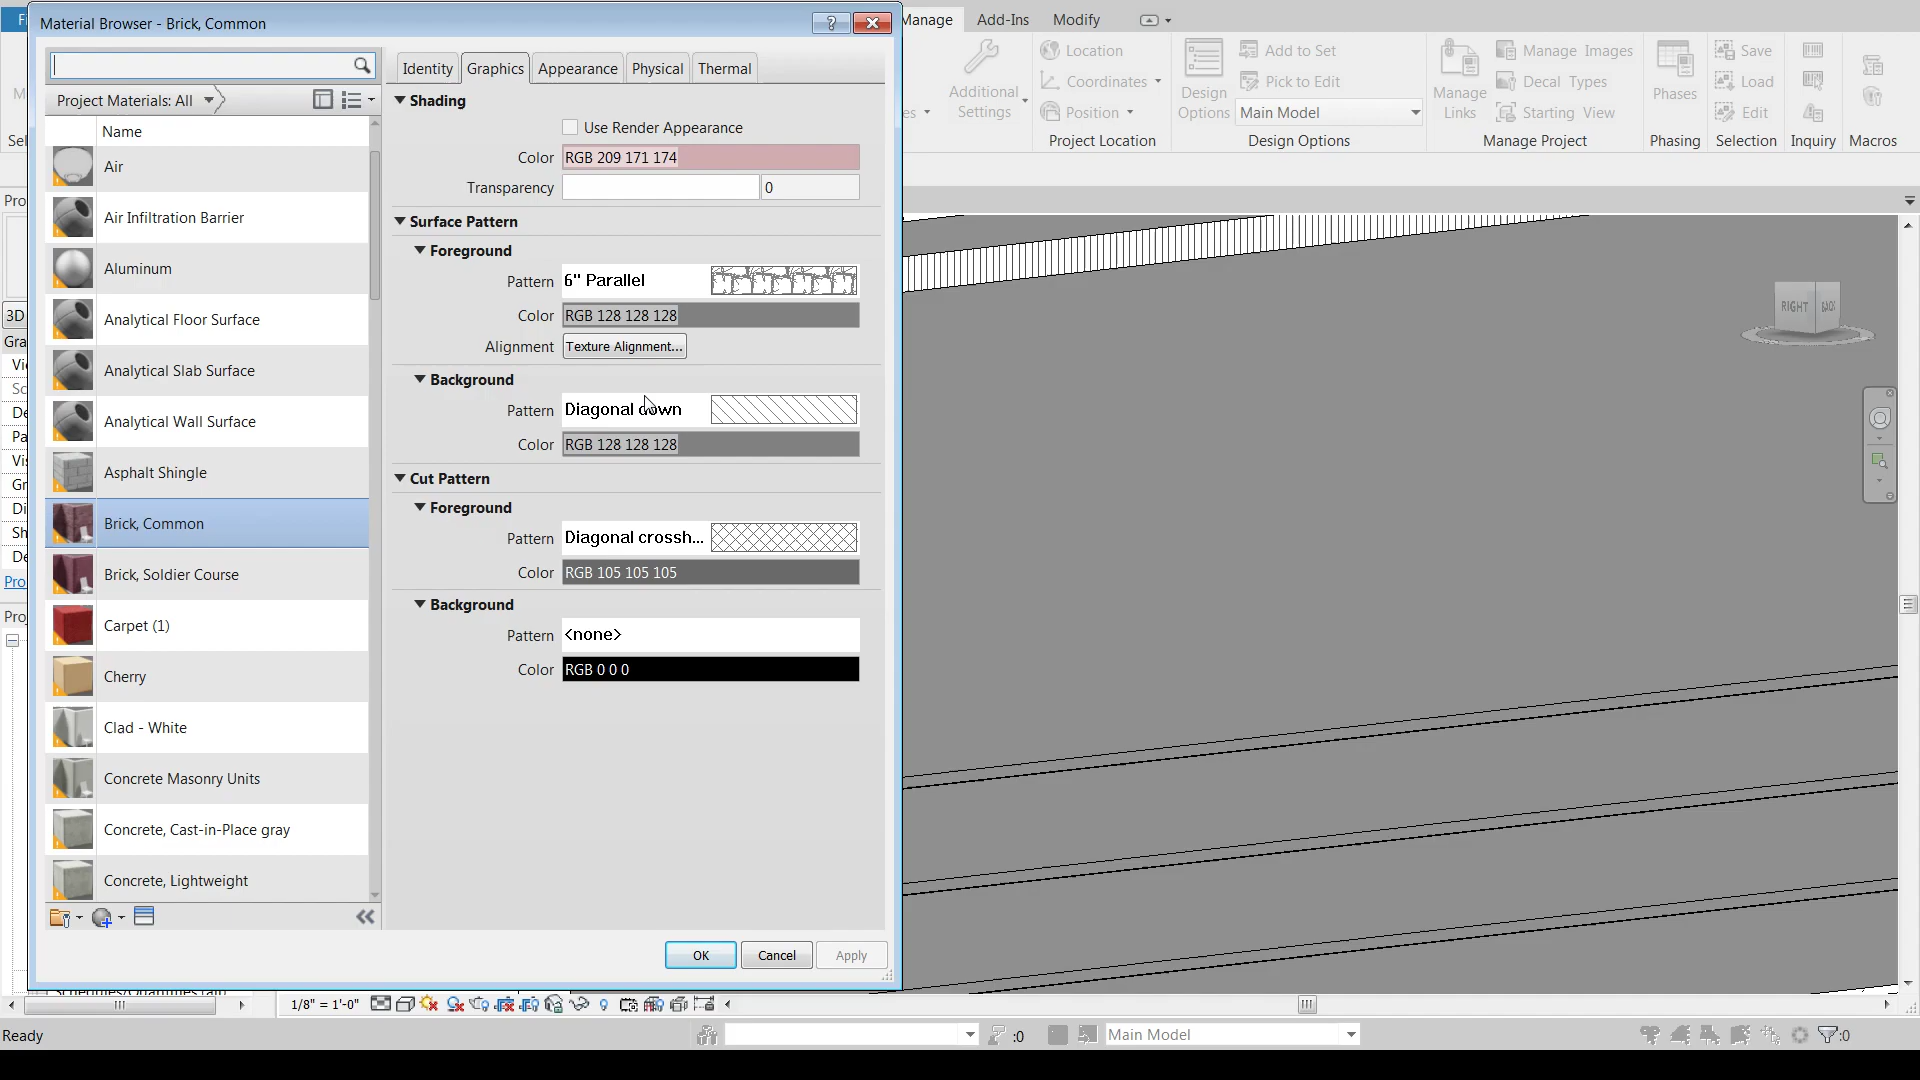 Material Browser - Brick, Common
Manage
Add-Ins
Modify
Identity
Graphics
Appearance
Physical
Thermal
Project Materials: All
Name
Air
Air Infiltration Barrier
Aluminum
Analytical Floor Surface
Analytical Slab Surface
Analytical Wall Surface
Asphalt Shingle
Brick, Common
Brick, Soldier Course
Carpet (1)
Cherry
Clad - White
Concrete Masonry Units
Concrete, Cast-in-Place gray
Concrete, Lightweight
Shading
Use Render Appearance
Color RGB 209 171 174
Transparency 0
Surface Pattern
Foreground
Pattern 6" Parallel
Color RGB 128 128 128
Alignment Texture Alignment...
Background
Pattern Diagonal down
Color RGB 128 128 128
Cut Pattern
Foreground
Pattern Diagonal crossh...
Color RGB 105 105 105
Background
Pattern <none>
Color RGB 0 0 0
OK
Cancel
Apply
Additional
Settings
Location
Coordinates
Position
Project Location
Design
Options
Add to Set
Pick to Edit
Main Model
Design Options
Manage
Links
Manage Images
Decal Types
Starting View
Manage Project
Phases
Phasing
Save
Load
Edit
Selection
Inquiry
Macros
3D
RIGHT
BACK
1/8" = 1'-0"
Ready
:0
Main Model
:0